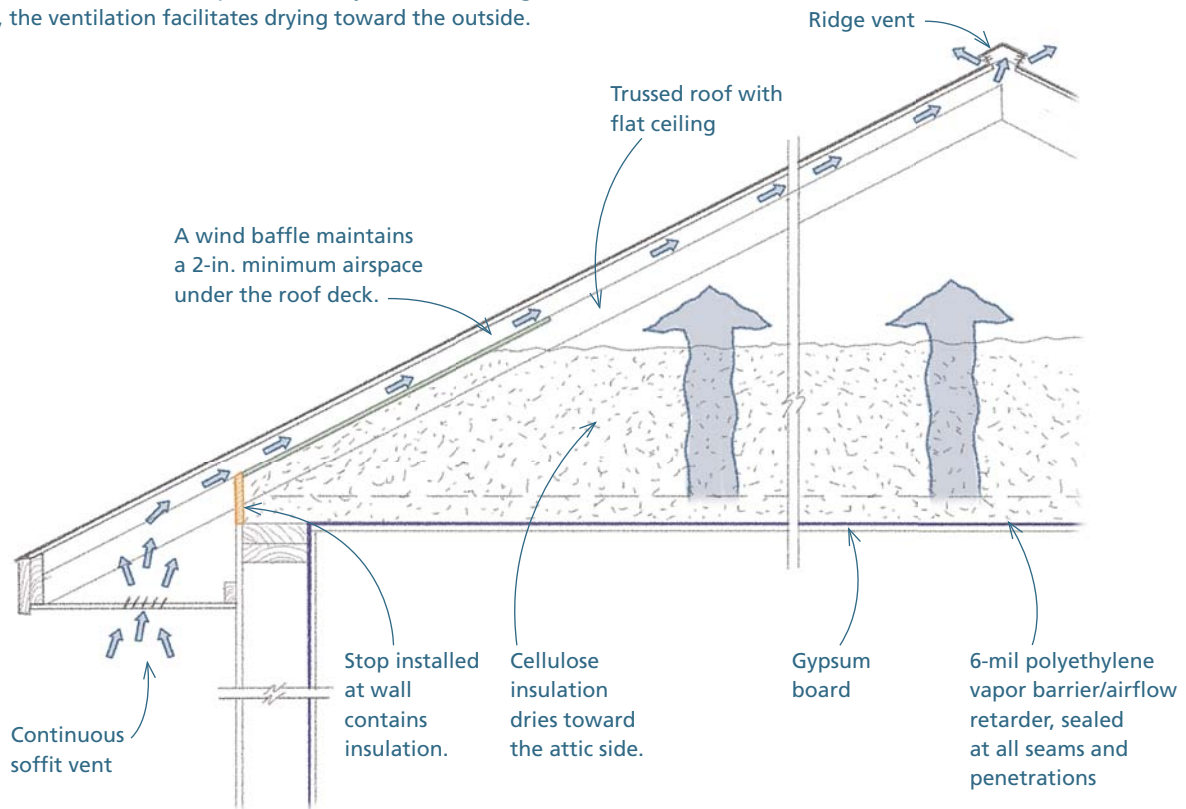 , the ventilation facilitates drying toward the outside.
Ridge vent
Trussed roof with
flat ceiling
A wind baffle maintains
a 2-in. minimum airspace
under the roof deck.
Stop installed
at wall
contains
insulation.
Cellulose
insulation
dries toward
the attic side.
Gypsum
board
6-mil polyethylene
vapor barrier/airflow
retarder, sealed
at all seams and
penetrations
Continuous
soffit vent